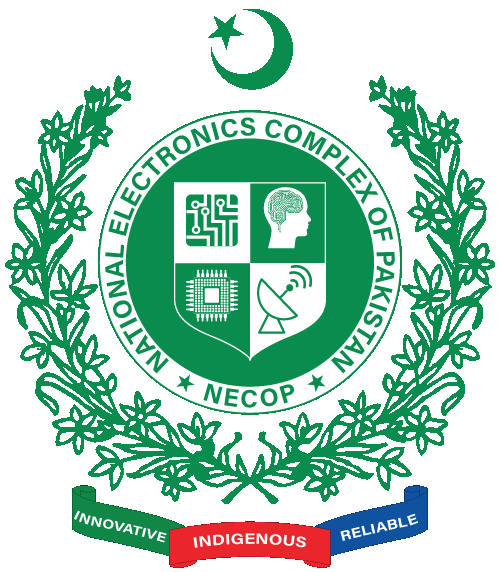 NATIONAL ELECTRONICS COMPLEX OF PAKISTAN
NECOP
INNOVATIVE
INDIGENOUS
RELIABLE